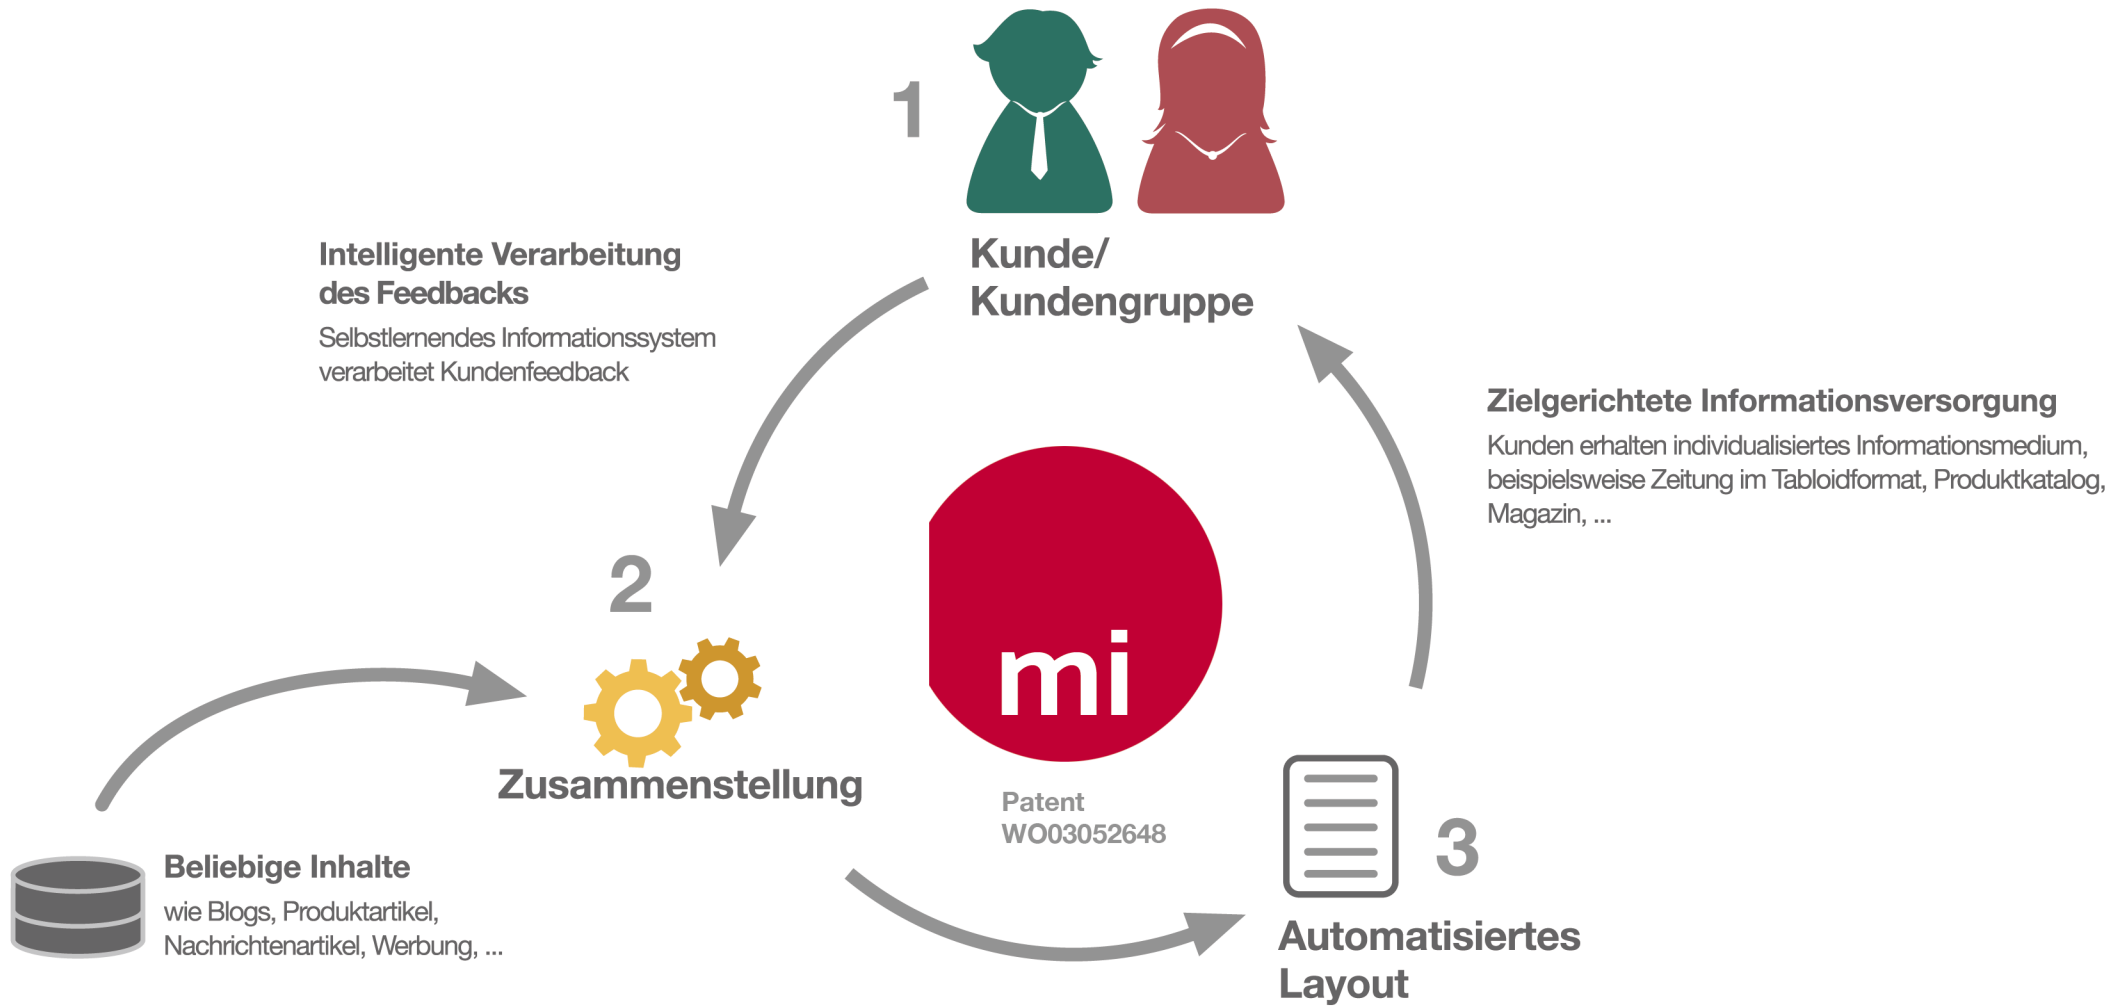 1
Kunde/
Kundengruppe
Intelligente Verarbeitung
des Feedbacks
Selbstlernendes Informationssystem
verarbeitet Kundenfeedback
Zielgerichtete Informationsversorgung
Kunden erhalten individualisiertes Informationsmedium,
beispielsweise Zeitung im Tabloidformat, Produktkatalog,
Magazin, ...
2
Zusammenstellung
mi
Patent
WO03052648
Beliebige Inhalte
wie Blogs, Produktartikel,
Nachrichtenartikel, Werbung, ...
3
Automatisiertes
Layout